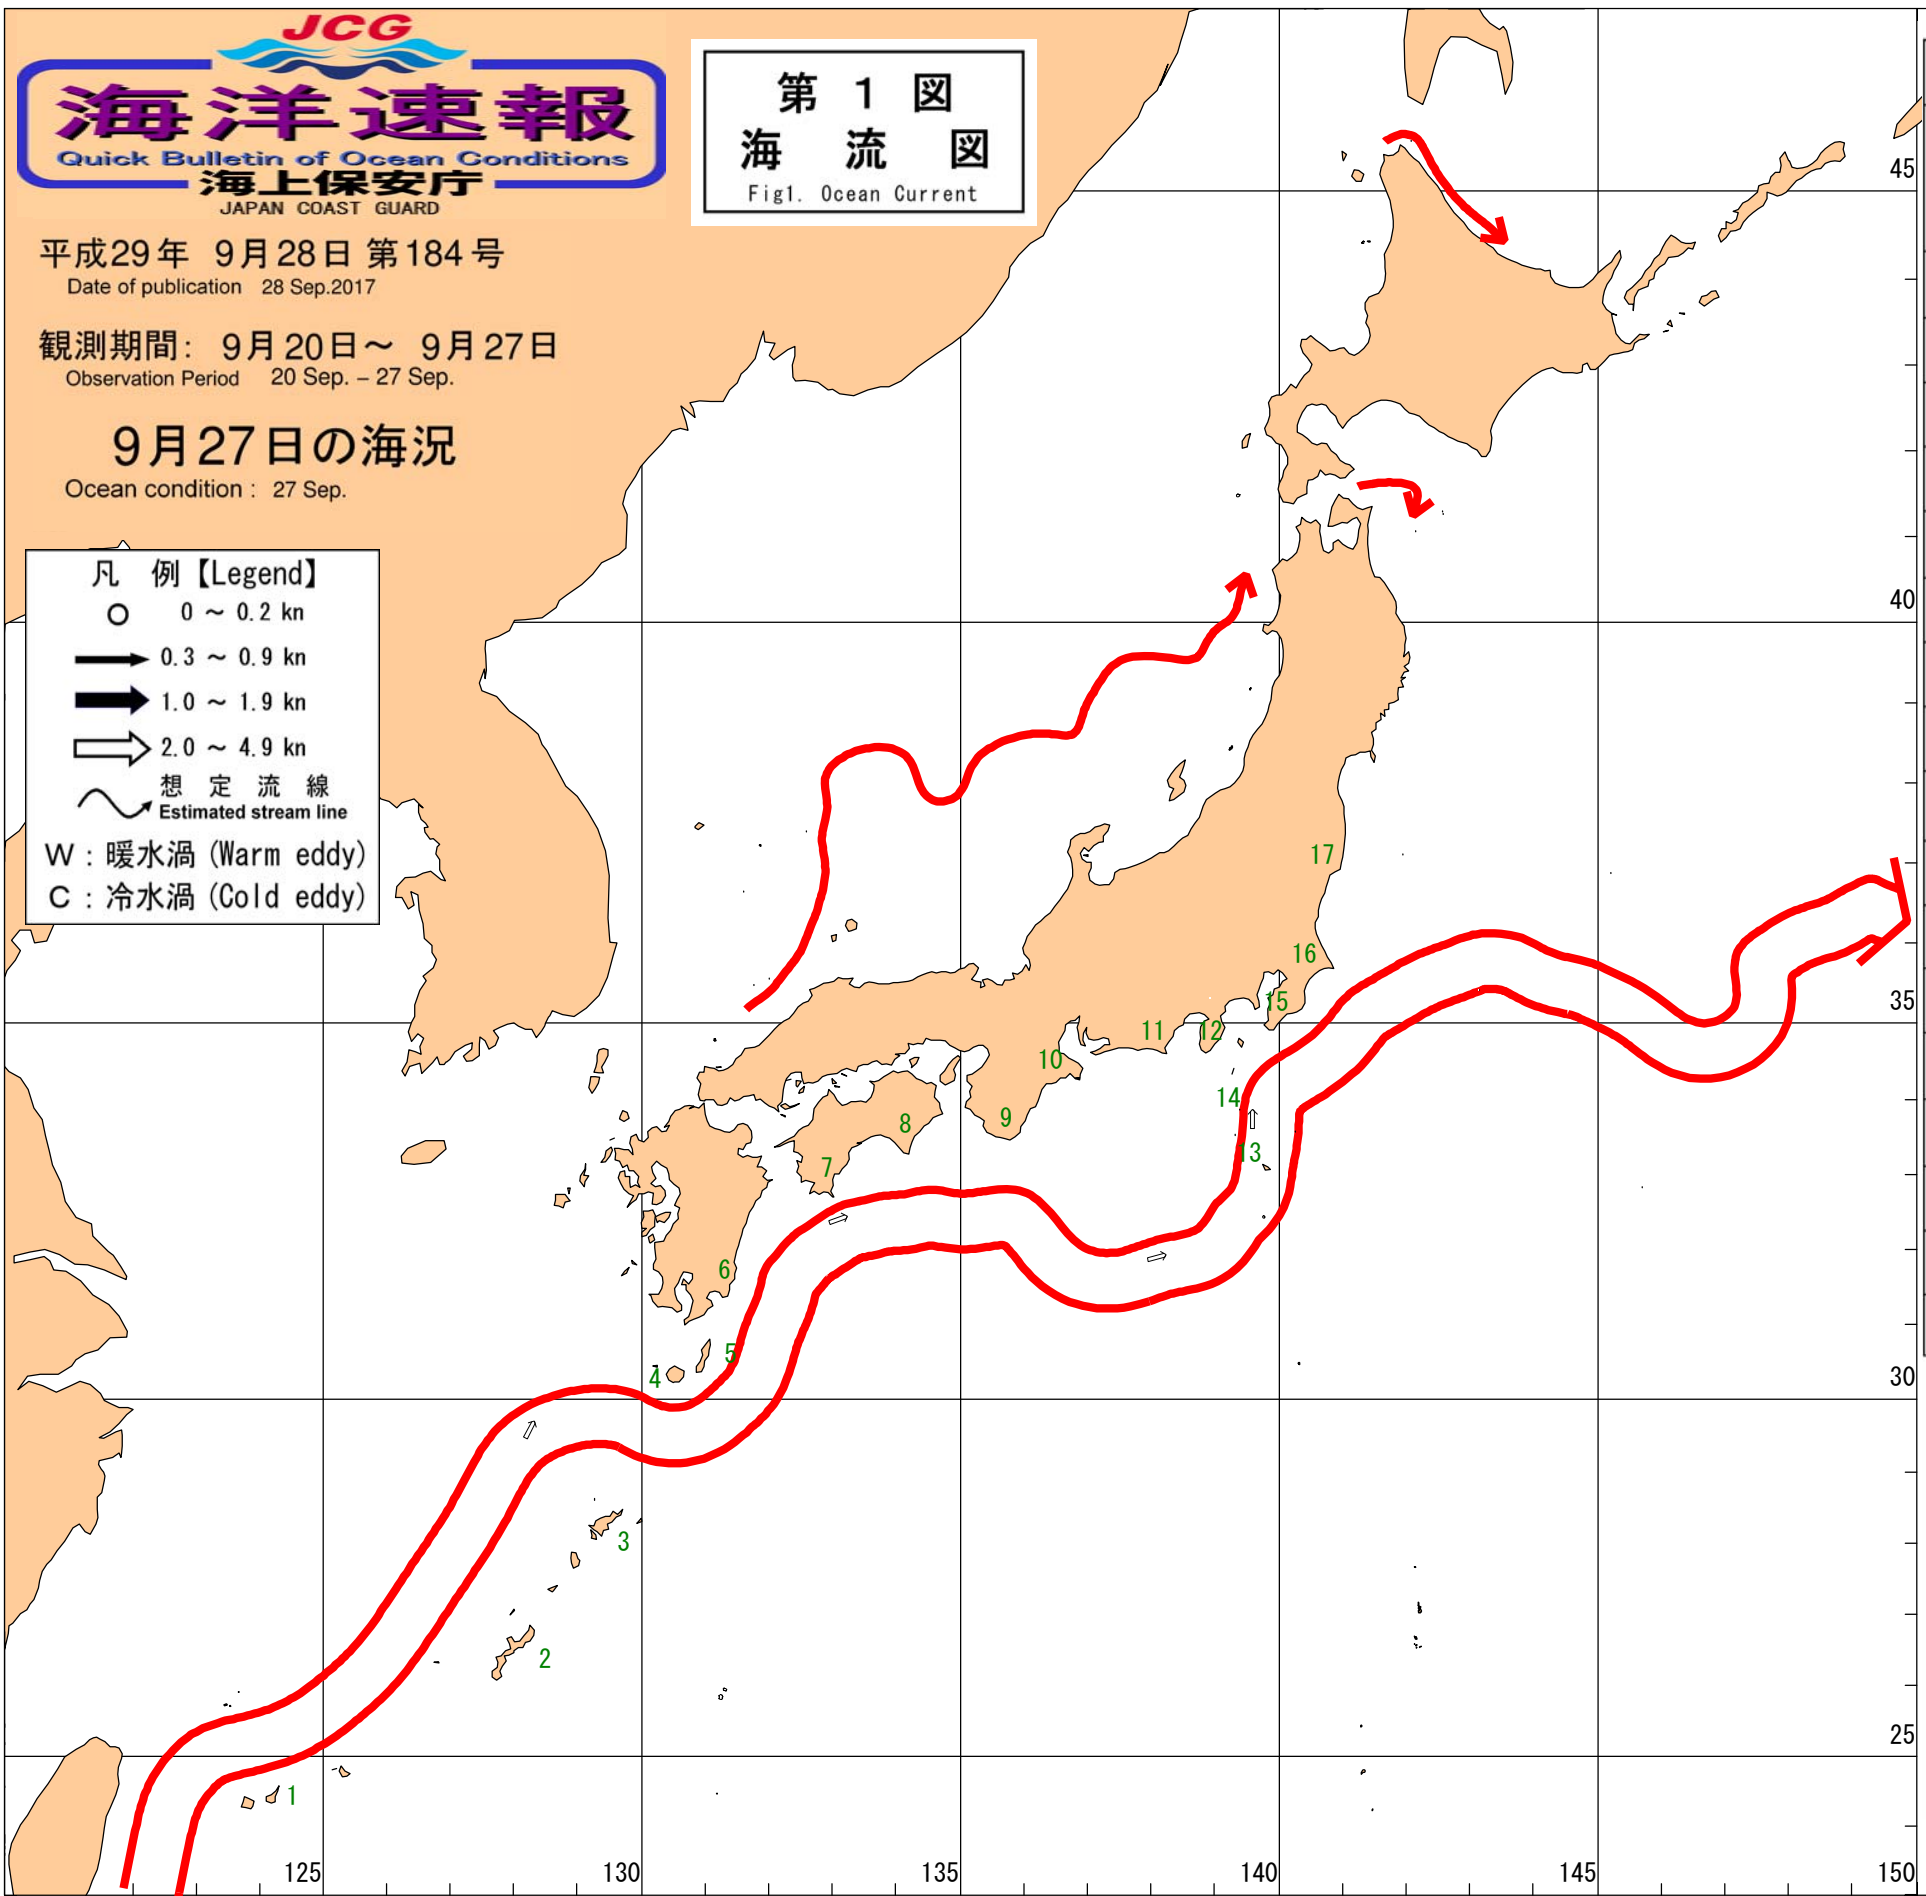 JCG
海洋速報
Quick Bulletin of Ocean Conditions
海上保安庁
JAPAN COAST GUARD
第 1 図
海 流 図
Fig1. Ocean Current
平成29年 9月28日 第184号
Date of publication 28 Sep.2017
観測期間: 9月20日～ 9月27日
Observation Period 20 Sep. – 27 Sep.
9月27日の海況
Ocean condition : 27 Sep.
凡 例【Legend】
0 ～ 0.2 kn
0.3 ～ 0.9 kn
1.0 ～ 1.9 kn
2.0 ～ 4.9 kn
想 定 流 線
Estimated stream line
W : 暖水渦 (Warm eddy)
C : 冷水渦 (Cold eddy)
45
40
35
30
25
17
16
15
11
12
10
14
9
8
13
7
6
5
4
3
2
1
125
130
135
140
145
150